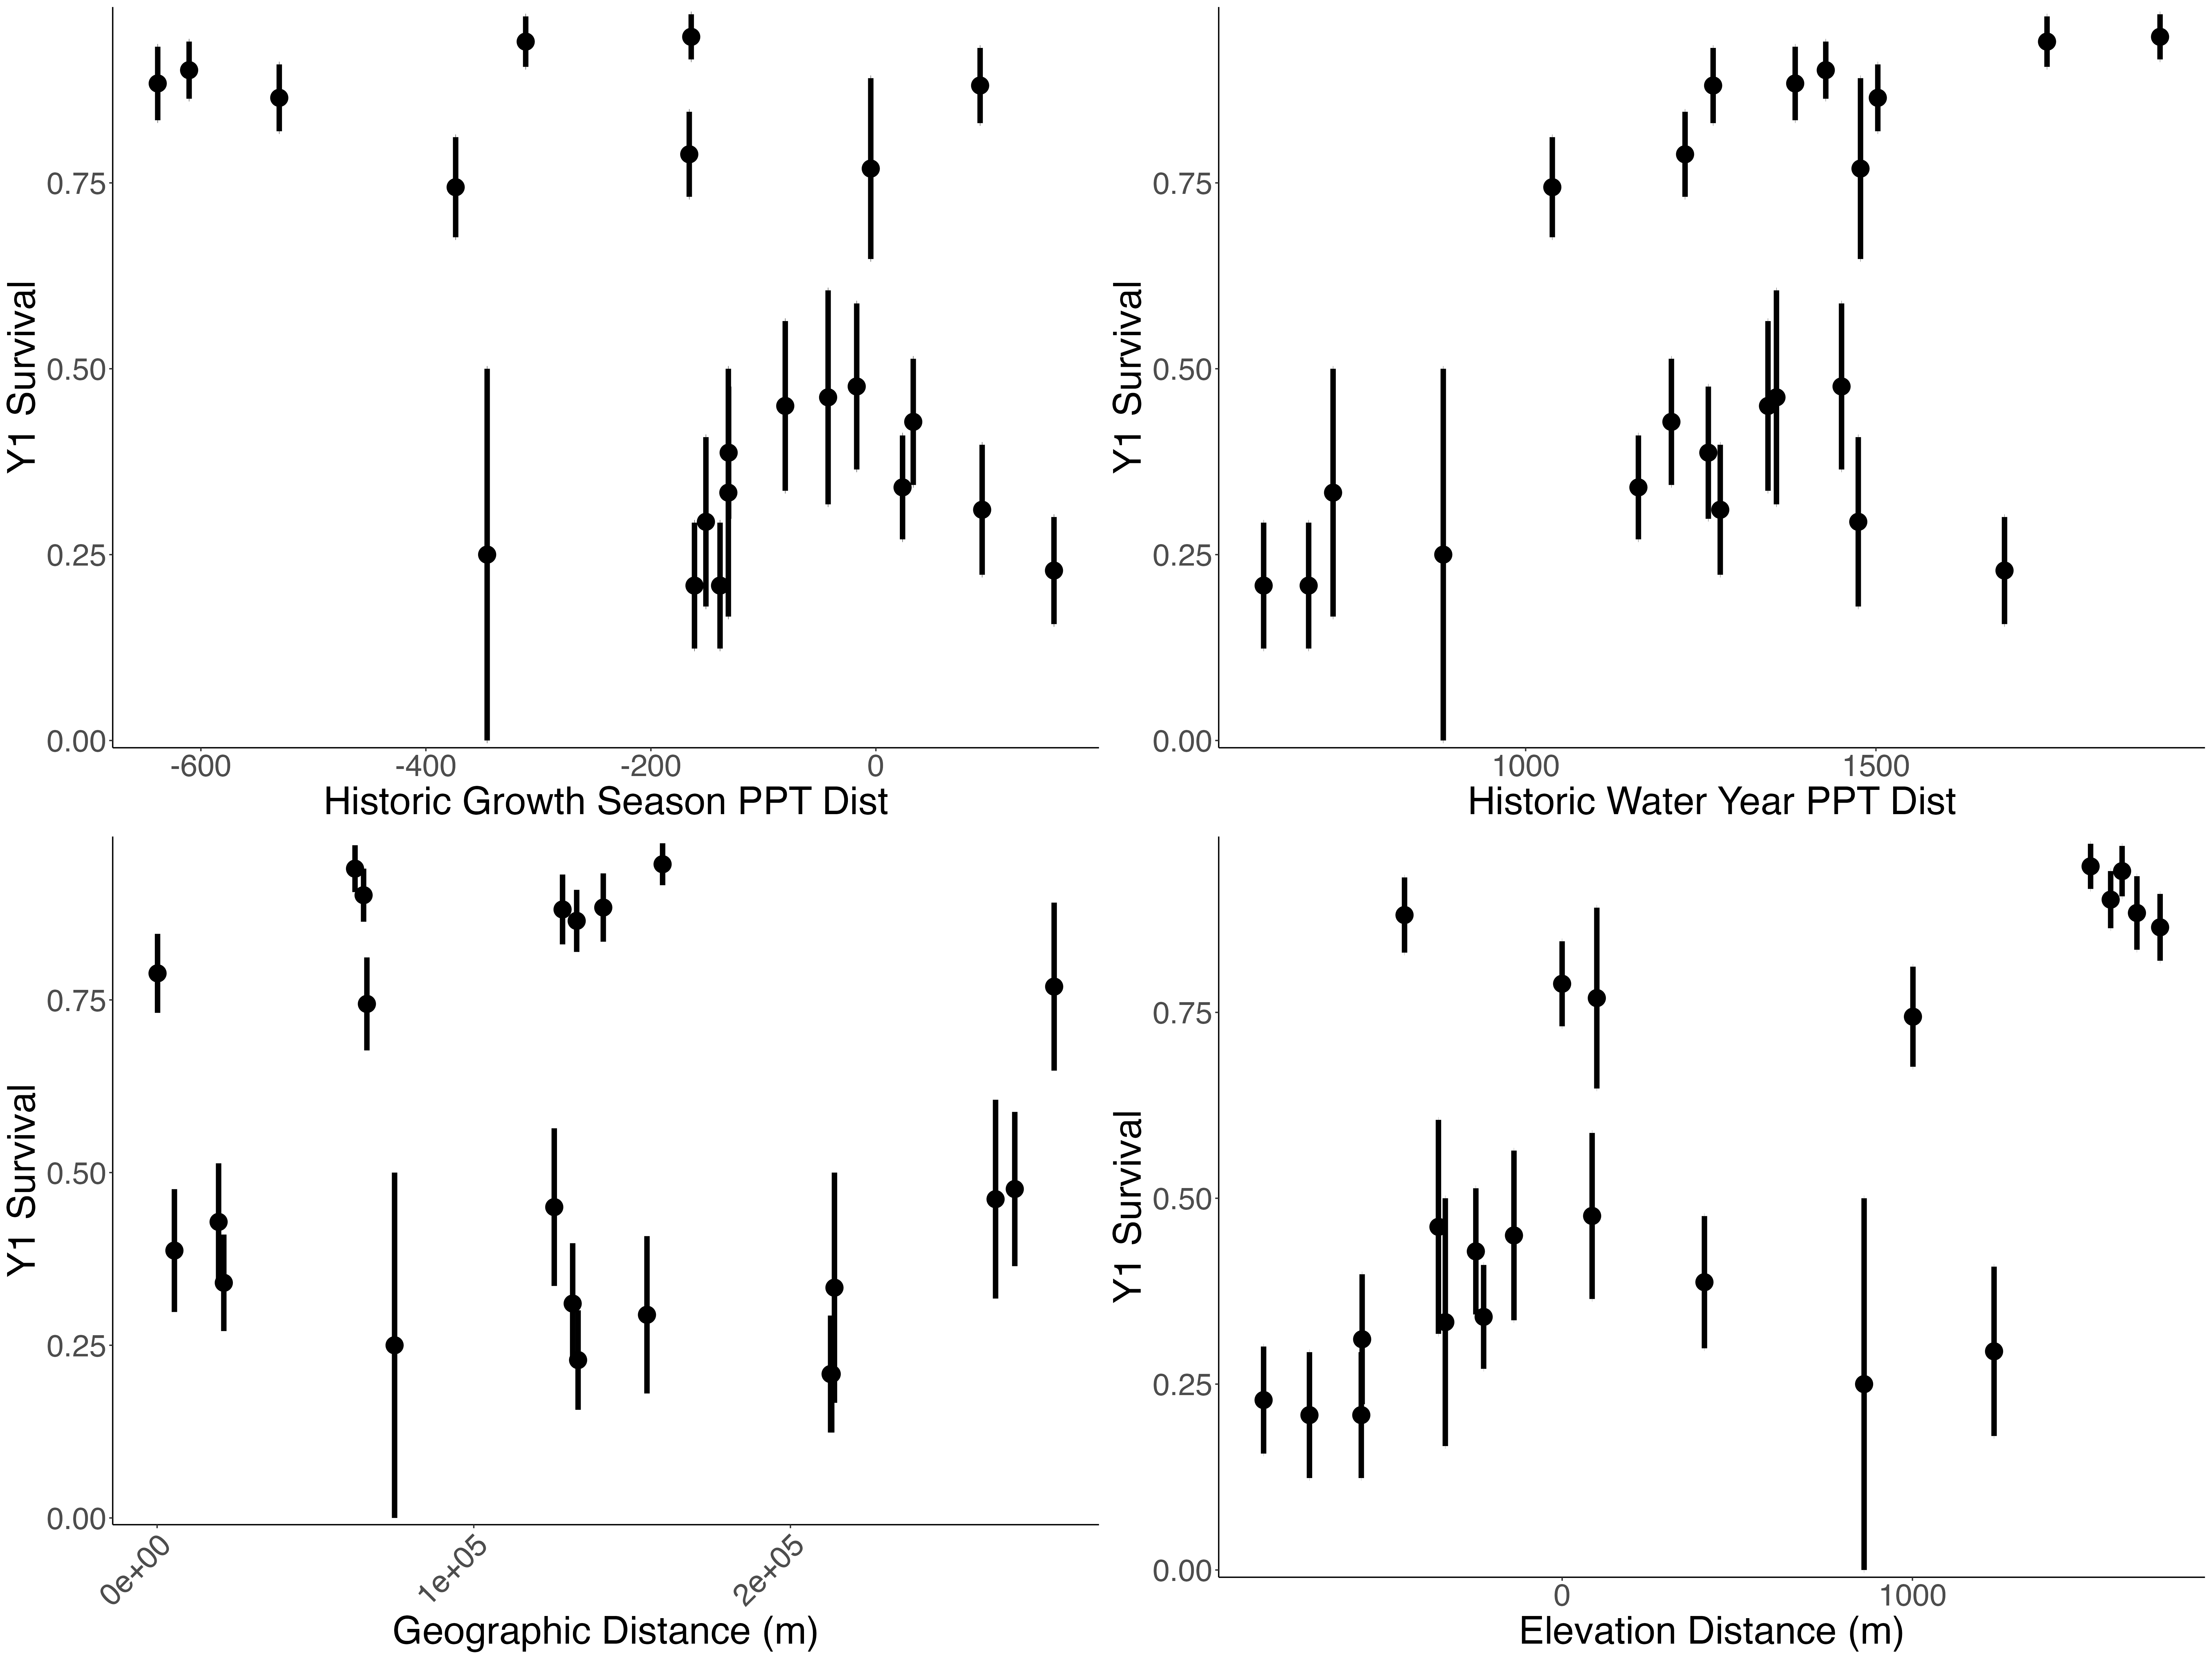 Y1 Survival
0.75
0.50
0.25
0.00
-600 -400 -200 0
Historic Growth Season PPT Dist
Y1 Survival
0.75
0.50
0.25
0.00
1000 1500
Historic Water Year PPT Dist
Y1 Survival
0.75
0.50
0.25
0.00
0e+00 1e+05 2e+05
Geographic Distance (m)
Y1 Survival
0.75
0.50
0.25
0.00
0 1000
Elevation Distance (m)